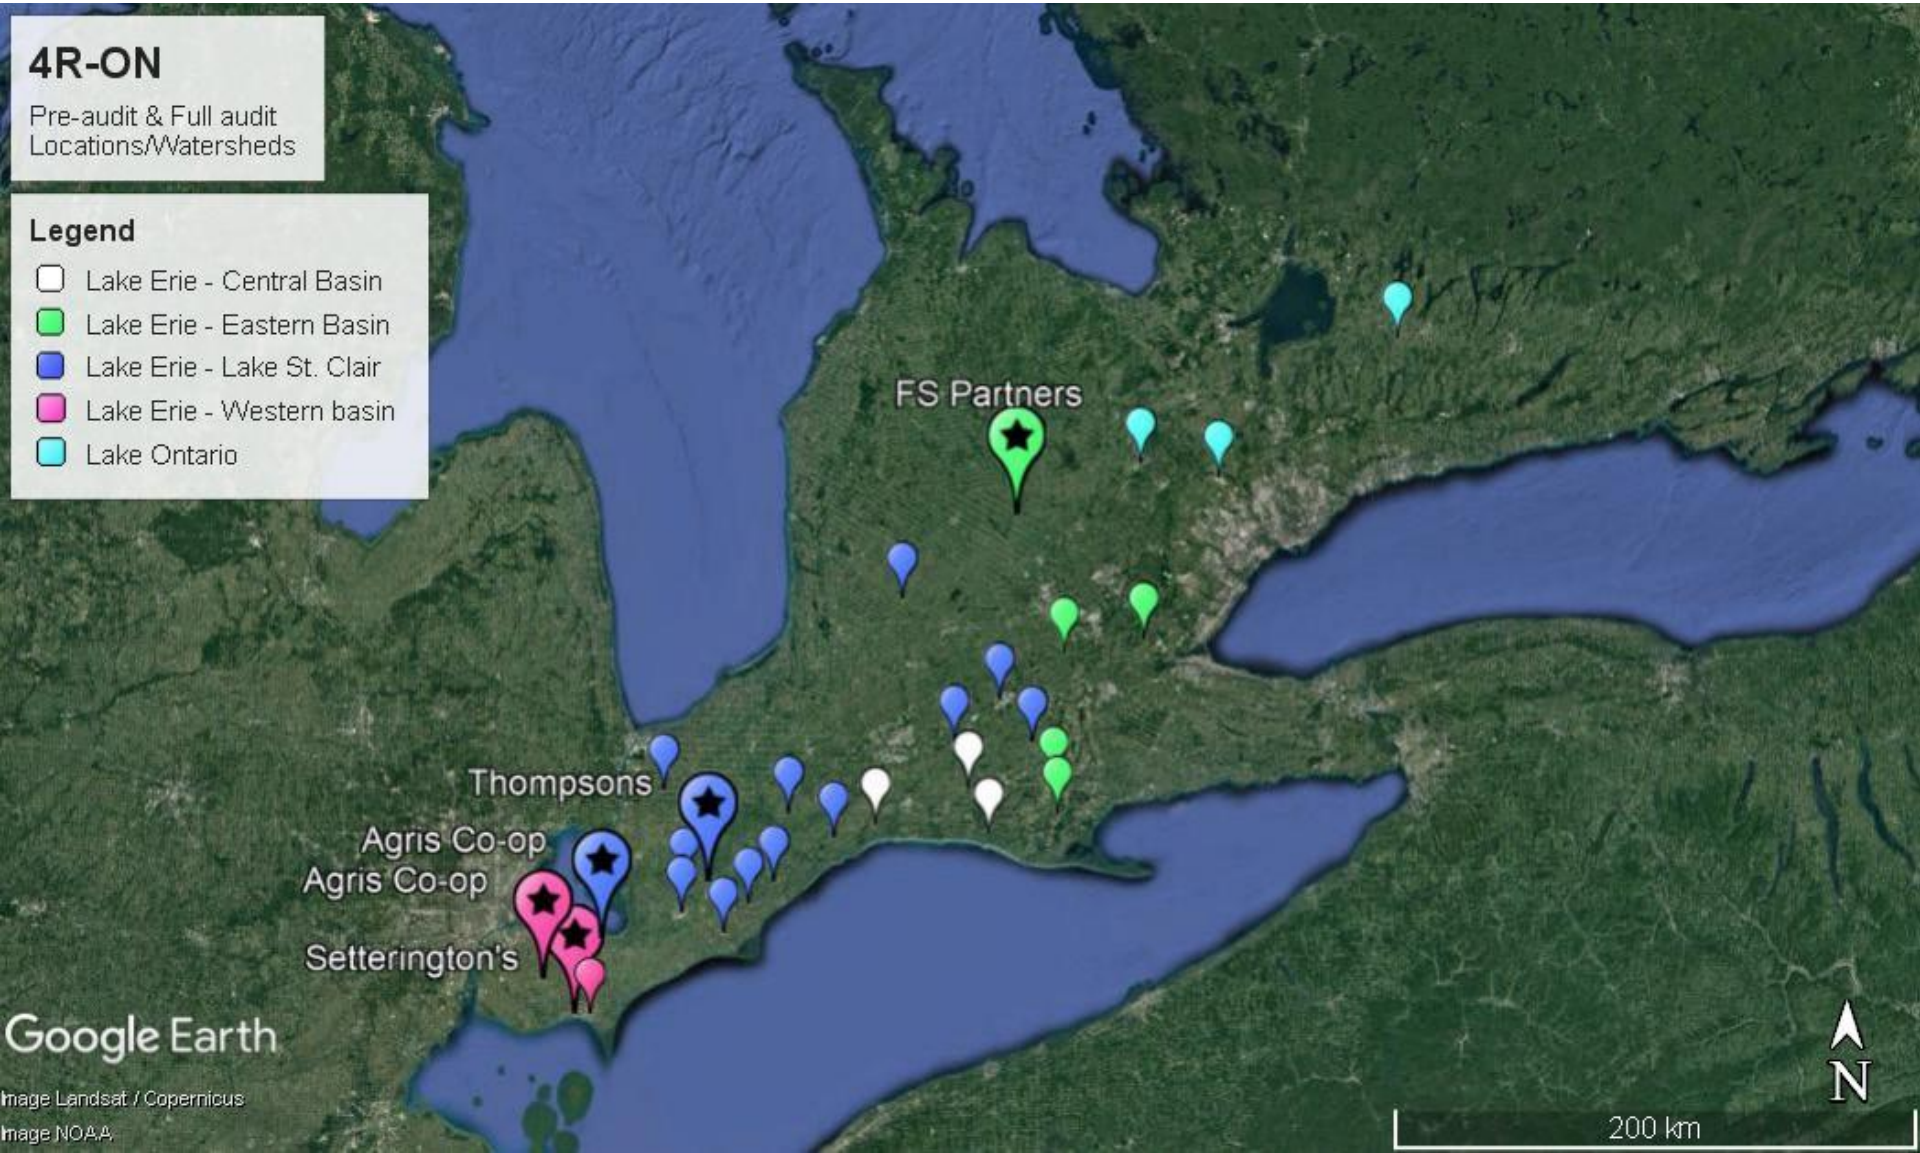 4R-ON
Pre-audit & Full audit
Locations/Watersheds
Legend
Lake Erie - Central Basin
Lake Erie - Eastern Basin
Lake Erie - Lake St. Clair
Lake Erie - Western basin
Lake Ontario
FS Partners
Thompsons
Agris Co-op
Agris Co-op
Setterington's
Google Earth
Image Landsat / Copernicus
Image NOAA
N
200 km